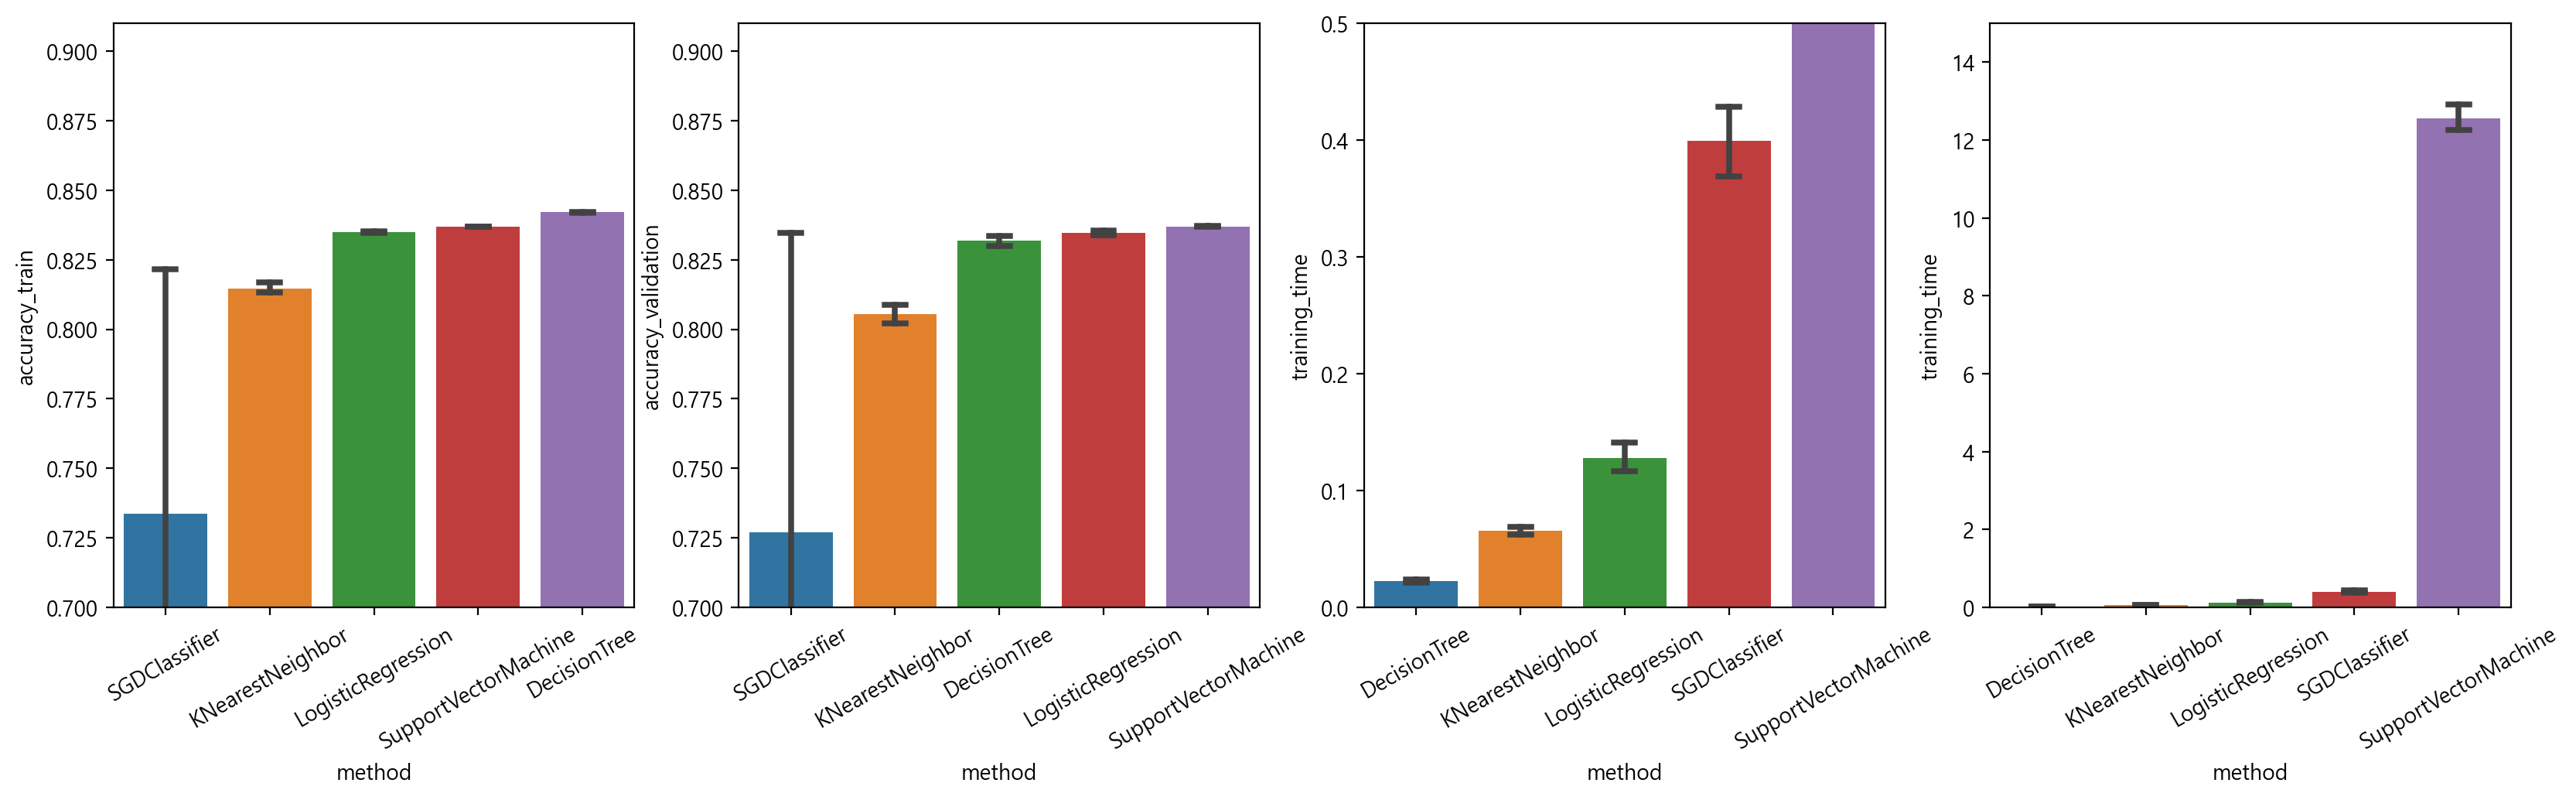 accuracy_train
0.900
0.875
0.850
0.825
0.800
0.775
0.750
0.725
0.700
SGDClassifier
KNearestNeighbor
LogisticRegression
SupportVectorMachine
DecisionTree
method
accuracy_validation
0.900
0.875
0.850
0.825
0.800
0.775
0.750
0.725
0.700
SGDClassifier
KNearestNeighbor
DecisionTree
LogisticRegression
SupportVectorMachine
method
training_time
0.5
0.4
0.3
0.2
0.1
0.0
DecisionTree
KNearestNeighbor
LogisticRegression
SGDClassifier
SupportVectorMachine
method
training_time
14
12
10
8
6
4
2
0
DecisionTree
KNearestNeighbor
LogisticRegression
SGDClassifier
SupportVectorMachine
method